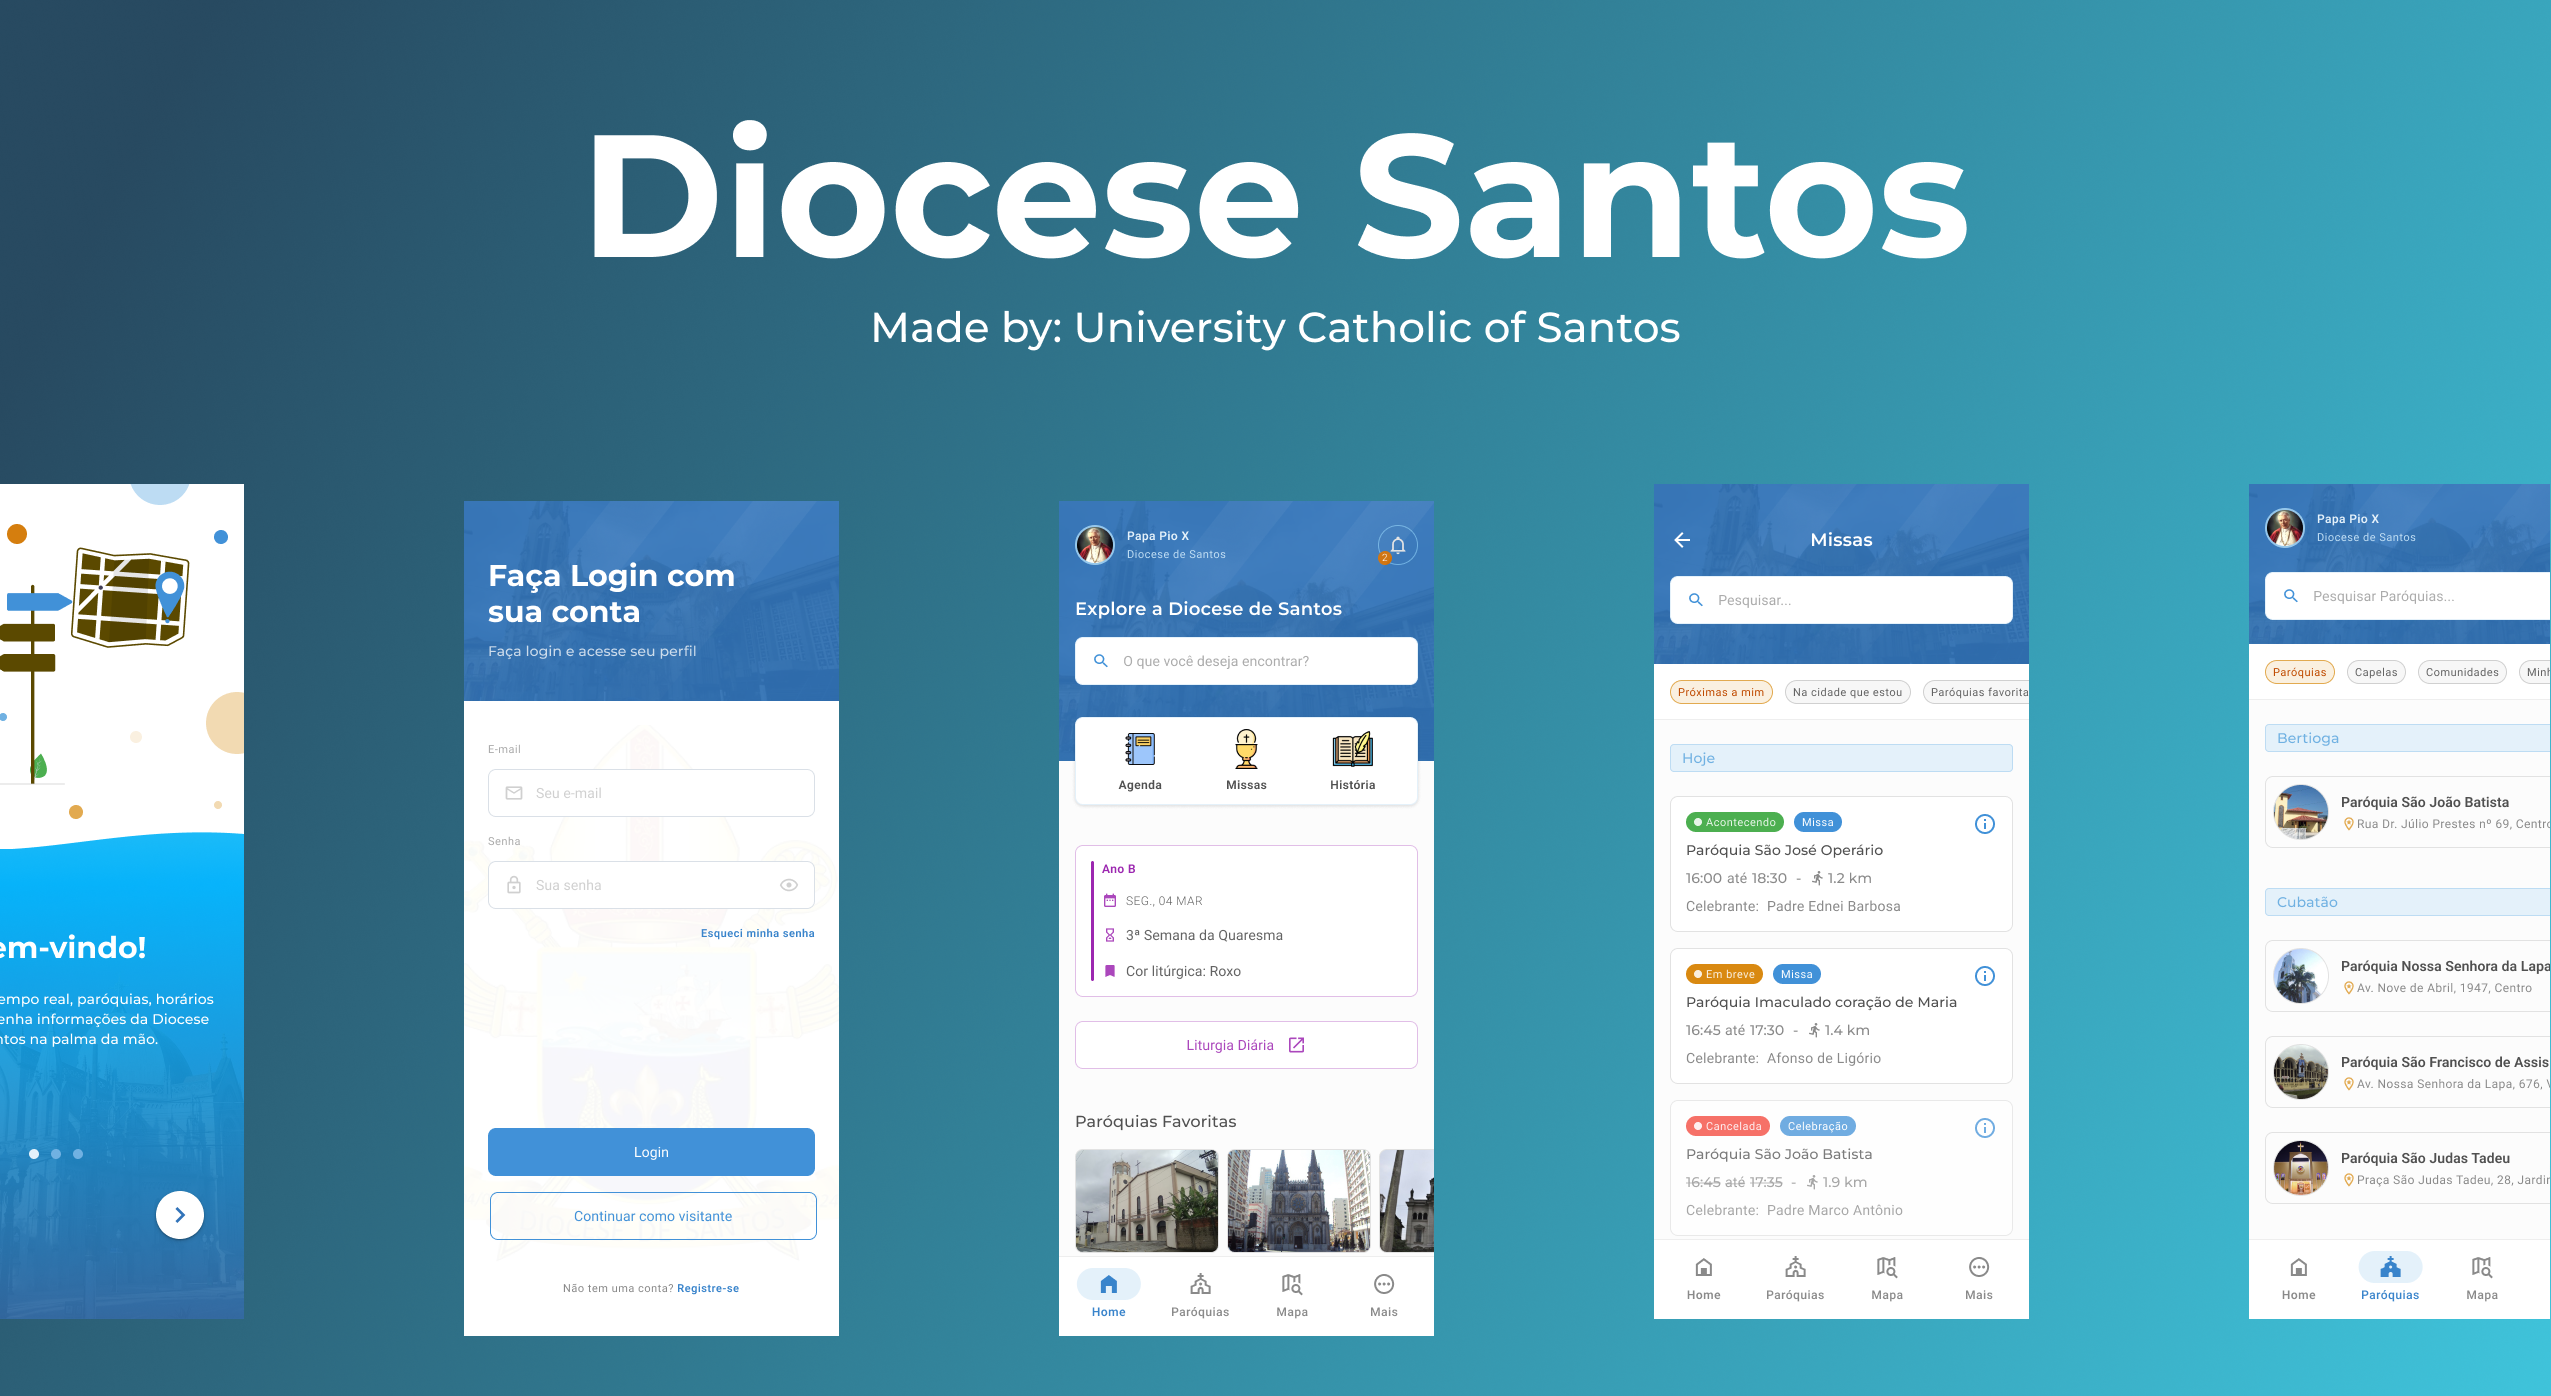 Diocese Santos
Made by: University Catholic of Santos
em-vindo!
empo real, paróquias, horários
enha informações da Diocese
ntos na palma da mão.
Faça Login com
sua conta
Faça login e acesse seu perfil
E-mail
Seu e-mail
Senha
Sua senha
Esqueci minha senha
Login
Continuar como visitante
Não tem uma conta? Registre-se
Papa Pio X
Diocese de Santos
2
Explore a Diocese de Santos
O que você deseja encontrar?
Agenda Missas História
Ano B
SEG., 04 MAR
3ª Semana da Quaresma
Cor litúrgica: Roxo
Liturgia Diária
Paróquias Favoritas
Home Paróquias Mapa Mais
Missas
Pesquisar...
Próximas a mim Na cidade que estou Paróquias favorita
Hoje
Acontecendo Missa
Paróquia São José Operário
16:00 até 18:30 - 1.2 km
Celebrante: Padre Ednei Barbosa
Em breve Missa
Paróquia Imaculado coração de Maria
16:45 até 17:30 - 1.4 km
Celebrante: Afonso de Ligório
Cancelada Celebração
Paróquia São João Batista
16:45 até 17:35 - 1.9 km
Celebrante: Padre Marco Antônio
Home Paróquias Mapa Mais
Papa Pio X
Diocese de Santos
Pesquisar Paróquias...
Paróquias Capelas Comunidades Minh
Bertioga
Paróquia São João Batista
Rua Dr. Júlio Prestes nº 69, Centro
Cubatão
Paróquia Nossa Senhora da Lapa
Av. Nove de Abril, 1947, Centro
Paróquia São Francisco de Assis
Av. Nossa Senhora da Lapa, 676, V
Paróquia São Judas Tadeu
Praça São Judas Tadeu, 28, Jardin
Home Paróquias Mapa